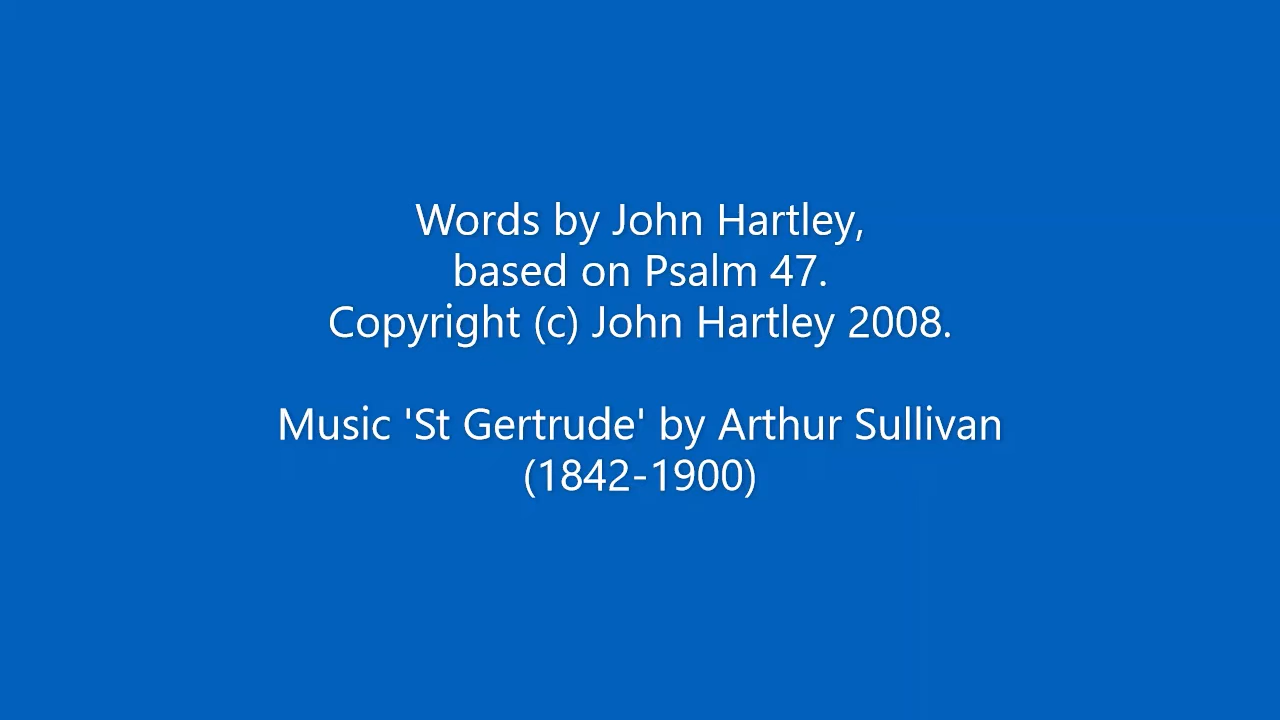 Words by John Hartley,
based on Psalm 47.
Copyright (c) John Hartley 2008.
Music 'St Gertrude' by Arthur Sullivan
(1842-1900)